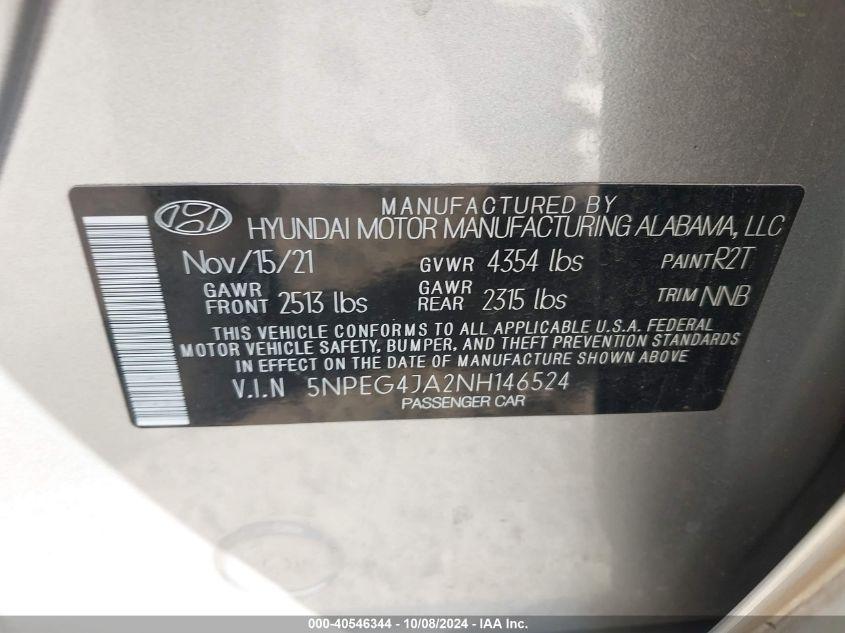 MANUFACTURED BY
HYUNDAI MOTOR MANUFACTURING ALABAMA, LLC
Nov/15/21 GVWR 4354 lbs PAINT R2T
GAWR FRONT 2513 lbs GAWR REAR 2315 lbs TRIM NNB
THIS VEHICLE CONFORMS TO ALL APPLICABLE U.S.A. FEDERAL
MOTOR VEHICLE SAFETY, BUMPER, AND THEFT PREVENTION STANDARDS
IN EFFECT ON THE DATE OF MANUFACTURE SHOWN ABOVE.
V.I.N 5NPEG4JA2NH146524
PASSENGER CAR
000-40546344 | 10/08/2024 - IAA Inc.